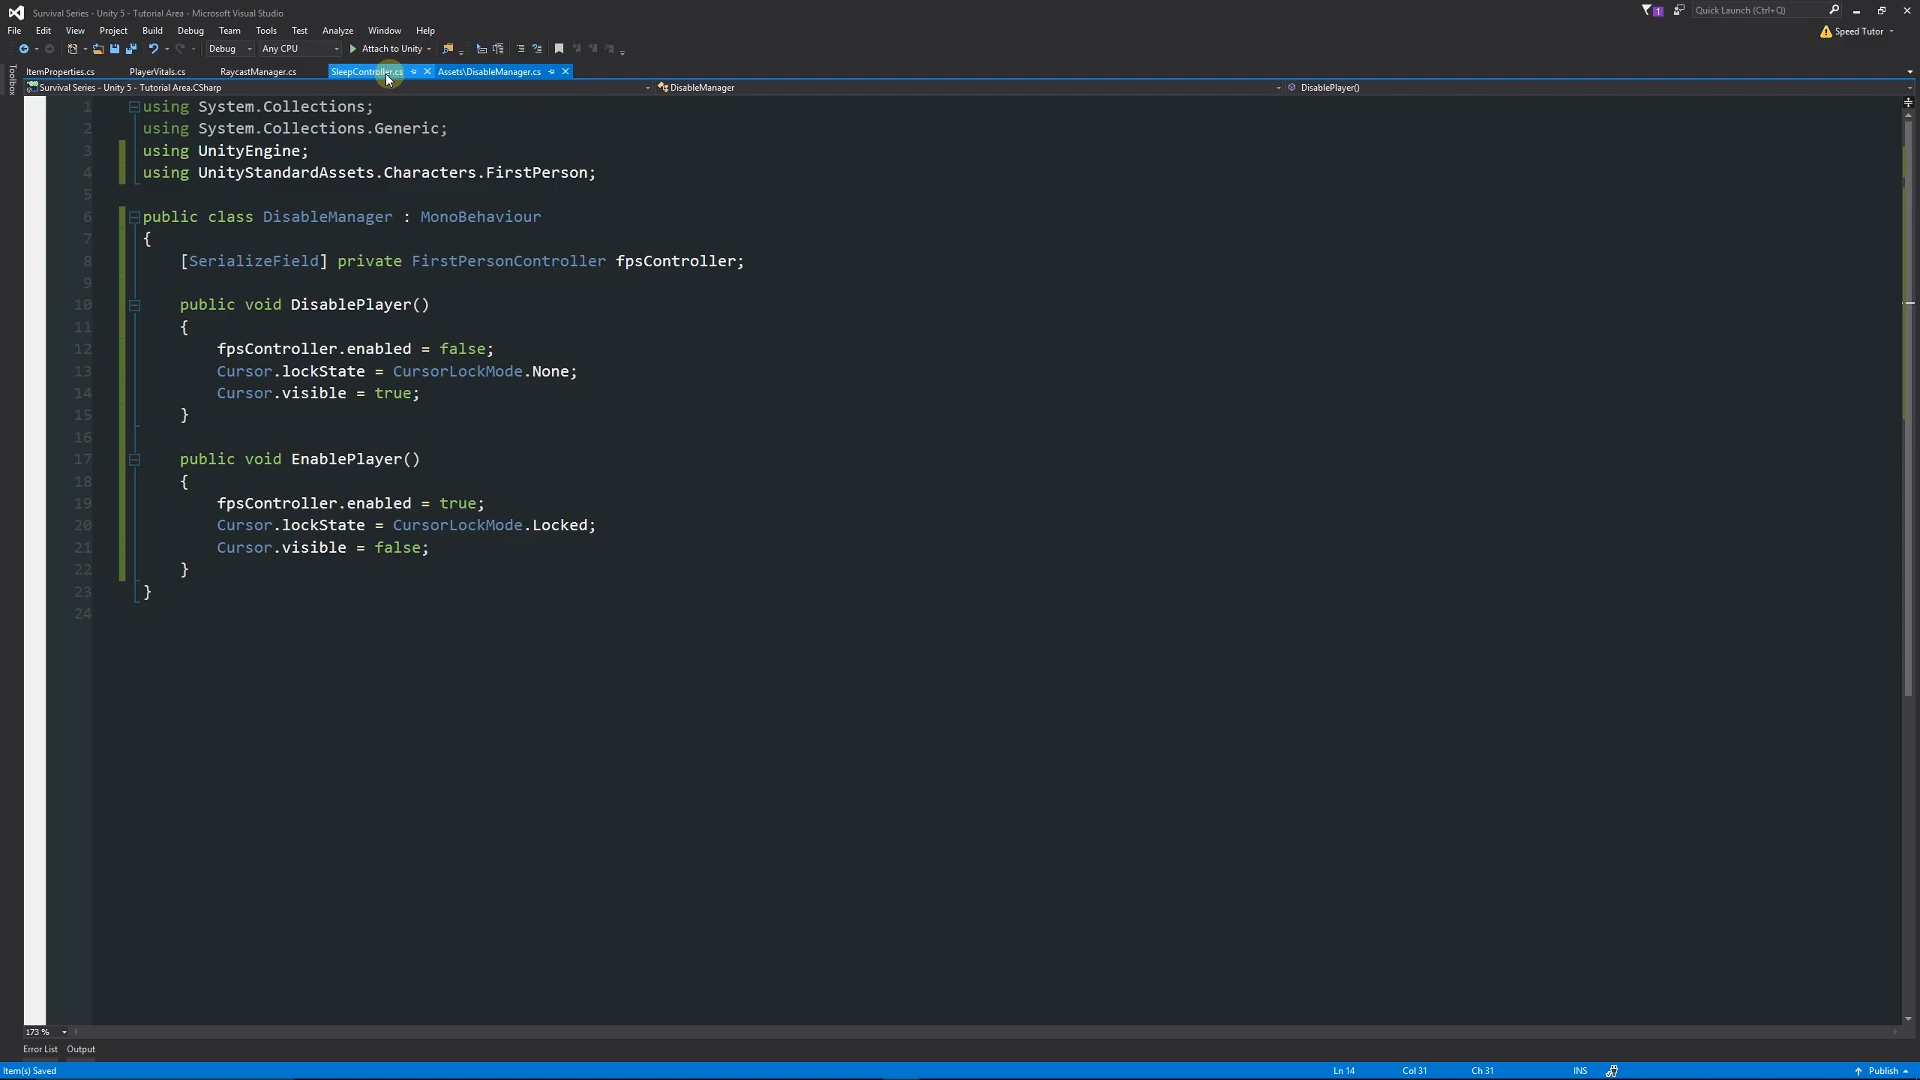 Survival Series - Unity 5 - Tutorial Area - Microsoft Visual Studio
1
Quick Launch (Ctrl+Q)
File Edit View Project Build Debug Team Tools Test Analyze Window Help
Speed Tutor
Debug Any CPU Attach to Unity
Toolbox
ItemProperties.cs PlayerVitals.cs RaycastManager.cs SleepController.cs Assets\DisableManager.cs
Survival Series - Unity 5 - Tutorial Area.CSharp DisableManager DisablePlayer()
1 using System.Collections;
2 using System.Collections.Generic;
3 using UnityEngine;
4 using UnityStandardAssets.Characters.FirstPerson;
5
6 public class DisableManager : MonoBehaviour
7 {
8 [SerializeField] private FirstPersonController fpsController;
9
10 public void DisablePlayer()
11 {
12 fpsController.enabled = false;
13 Cursor.lockState = CursorLockMode.None;
14 Cursor.visible = true;
15 }
16
17 public void EnablePlayer()
18 {
19 fpsController.enabled = true;
20 Cursor.lockState = CursorLockMode.Locked;
21 Cursor.visible = false;
22 }
23 }
24
173 %
Error List Output
Item(s) Saved Ln 14 Col 31 Ch 31 INS Publish